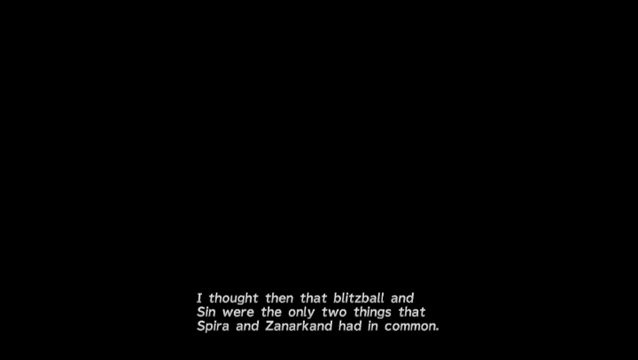 I thought then that blitzball and
Sin were the only two things that
Spira and Zanarkand had in common.